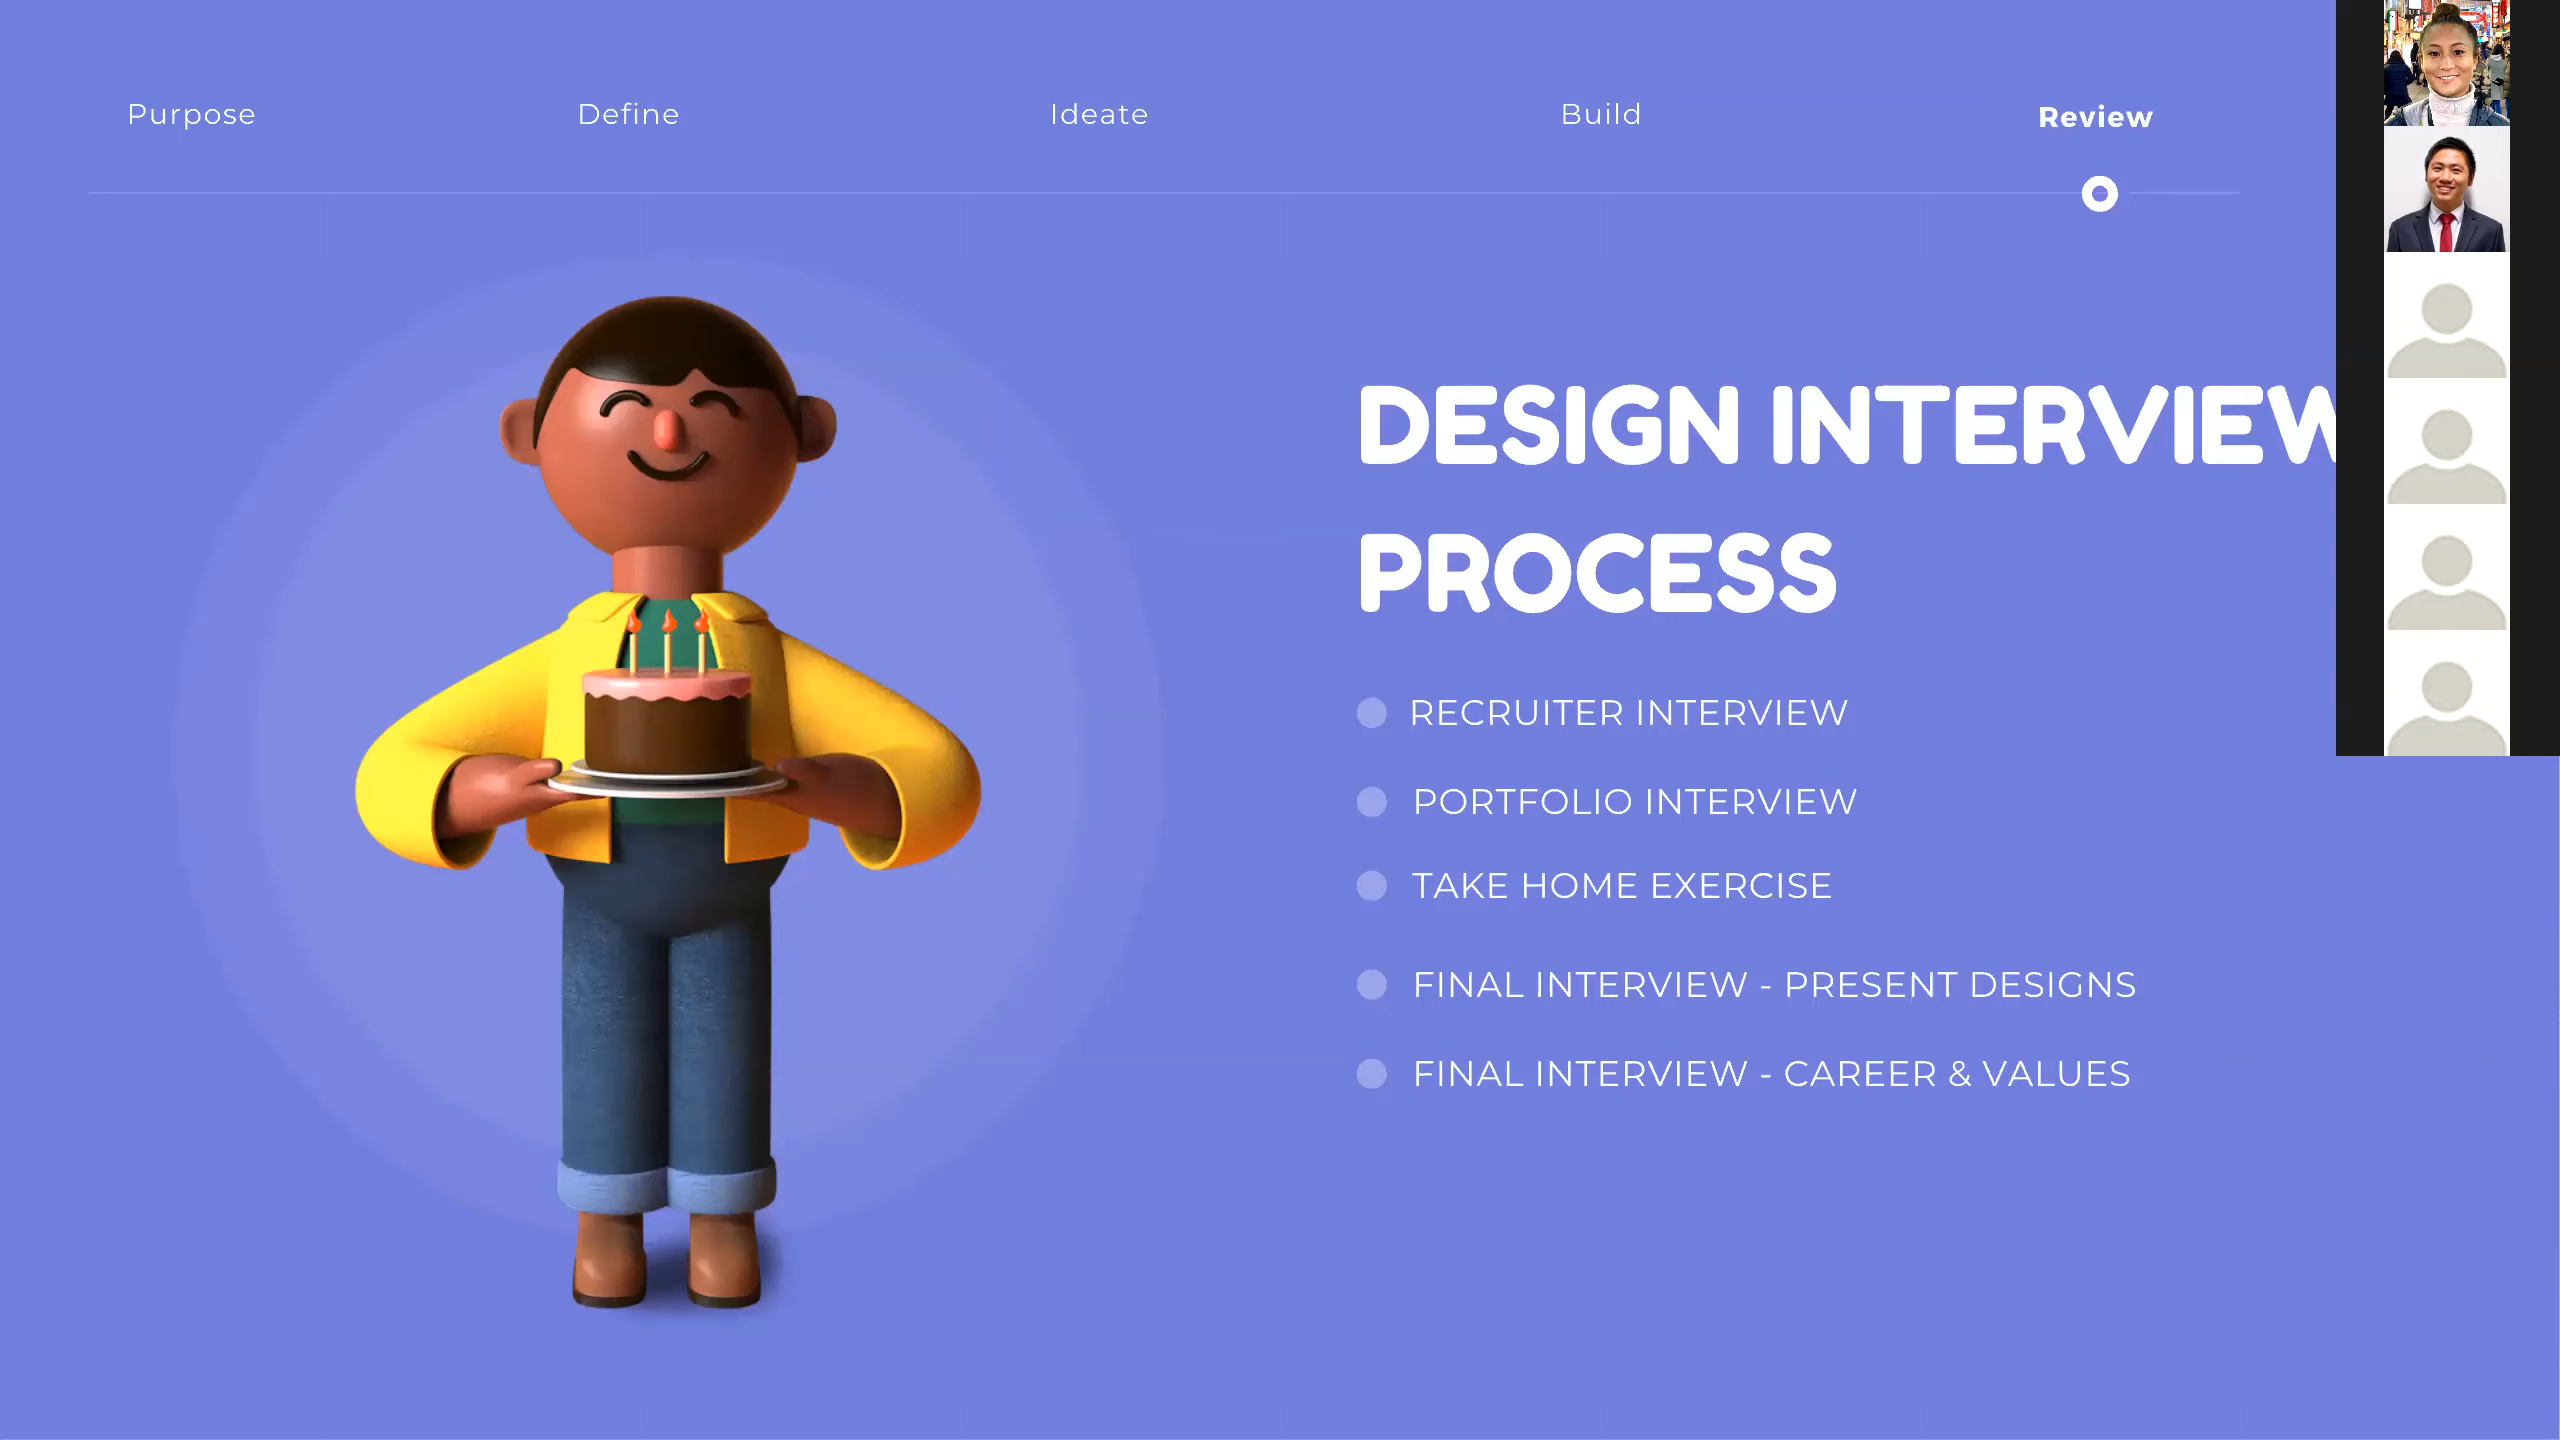 Purpose
Define
Ideate
Build
Review
DESIGN INTERVIEW
PROCESS
RECRUITER INTERVIEW
PORTFOLIO INTERVIEW
TAKE HOME EXERCISE
FINAL INTERVIEW - PRESENT DESIGNS
FINAL INTERVIEW - CAREER & VALUES